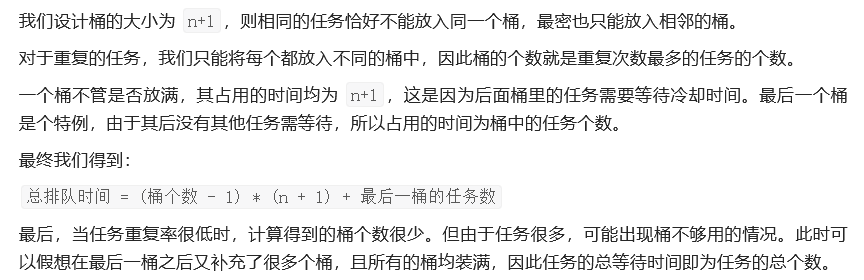 我们设计桶的大小为 n+1，则相同的任务恰好不能放入同一个桶，最密也只能放入相邻的桶。
对于重复的任务，我们只能将每个都放入不同的桶中，因此桶的个数就是重复次数最多的任务的个数。
一个桶不管是否放满，其占用的时间均为 n+1，这是因为后面桶里的任务需要等待冷却时间。最后一个桶
是个特例，由于其后没有其他任务需等待，所以占用的时间为桶中的任务个数。
最终我们得到：
总排队时间 = (桶个数 - 1) * (n + 1) + 最后一桶的任务数
最后，当任务重复率很低时，计算得到的桶个数很少。但由于任务很多，可能出现桶不够用的情况。此时可
以假想在最后一桶之后又补充了很多个桶，且所有的桶均装满，因此任务的总等待时间即为任务的总个数。